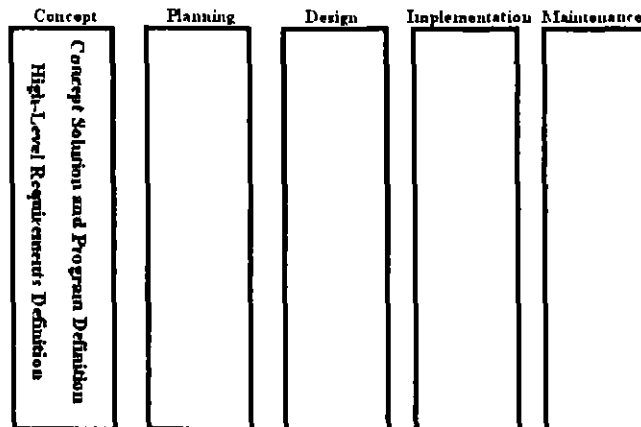 Concept Planning Design Implementation Maintenance
Concept Solution and Program Definition
High-Level Requirements Definition